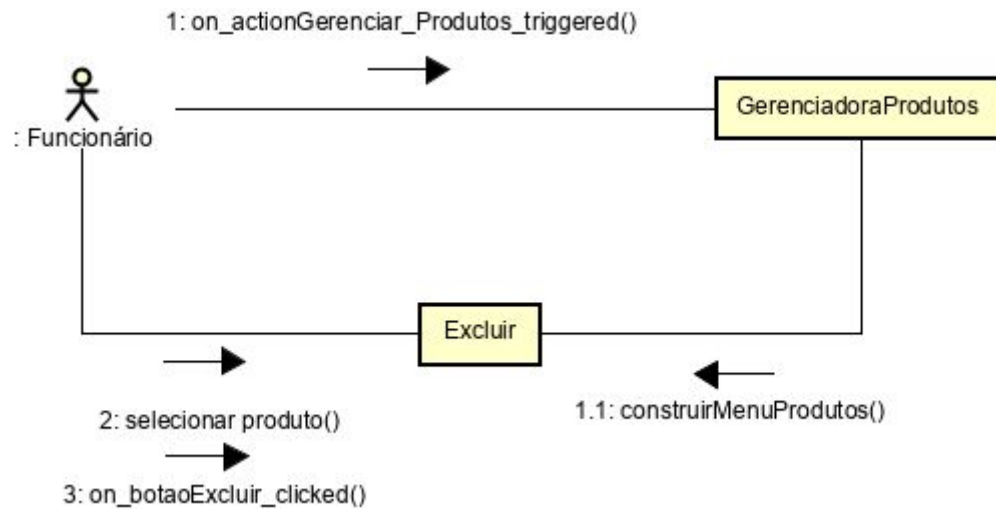 1: on_actionGerenciar_Produtos_triggered()
GerenciadoraProdutos
: Funcionário
Excluir
1.1: construirMenuProdutos()
2: selecionar produto()
3: on_botaoExcluir_clicked()